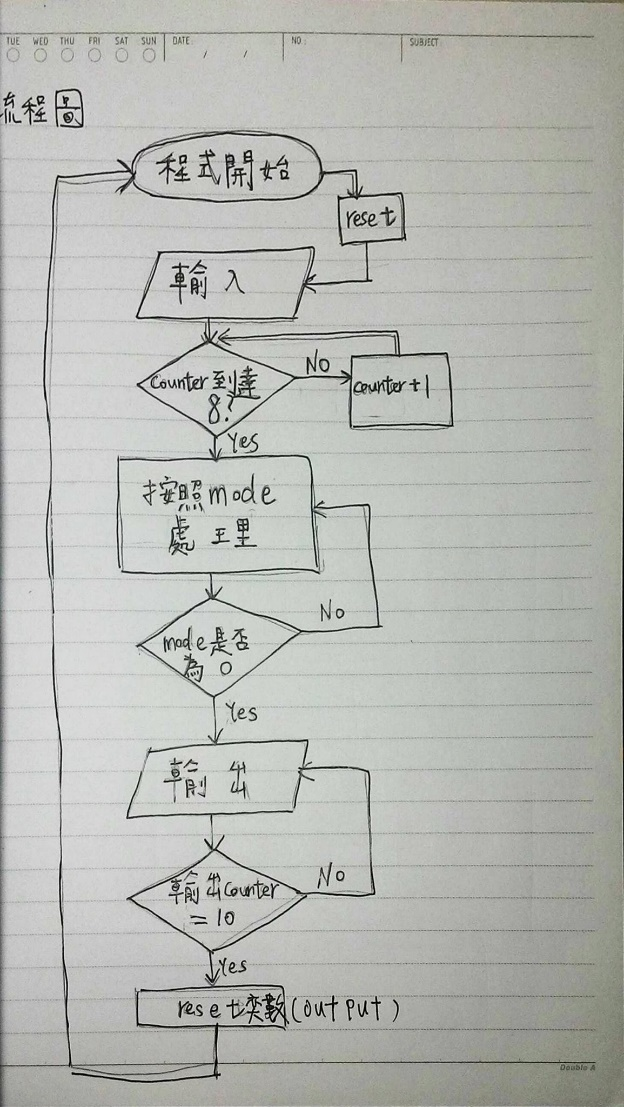 TUE WED THU FRI SAT SUN DATE / / NO: SUBJECT:
流程圖
程式開始
reset
輸入
counter到達
8?
NO
counter+1
Yes
按照mode
處理
No
mode是否
為0
Yes
輸出
輸出counter
=10
No
Yes
reset变數(output)
Double A